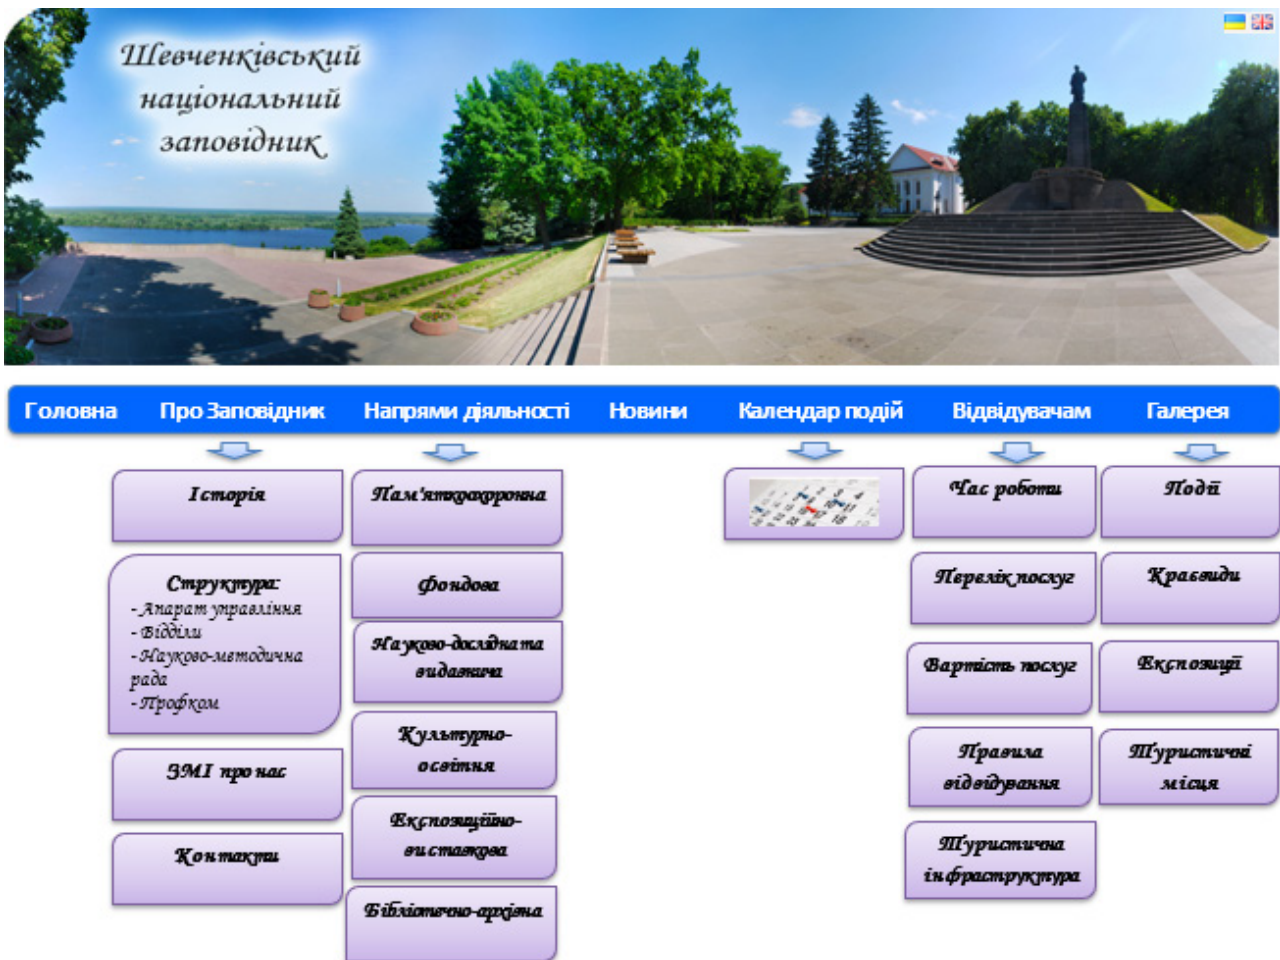 Шевченківський
національний
заповідник
Головна
Про Заповідник
Напрями діяльності
Новини
Календар подій
Відвідувачам
Галерея
Історія
Структура:
- Апарат управління
- Відділи
- Науково-методична
рада
- Профком
ЗМІ про нас
Контакти
Пам'яткоохоронна
Фондова
Науково-дослідна та
видавнича
Культурно-
освітня
Експозиційно-
виставкова
Бібліотечно-архівна
Час роботи
Перелік послуг
Вартість послуг
Правила
відвідування
Туристична
інфраструктура
Події
Краєвиди
Експозиції
Туристичні
місця